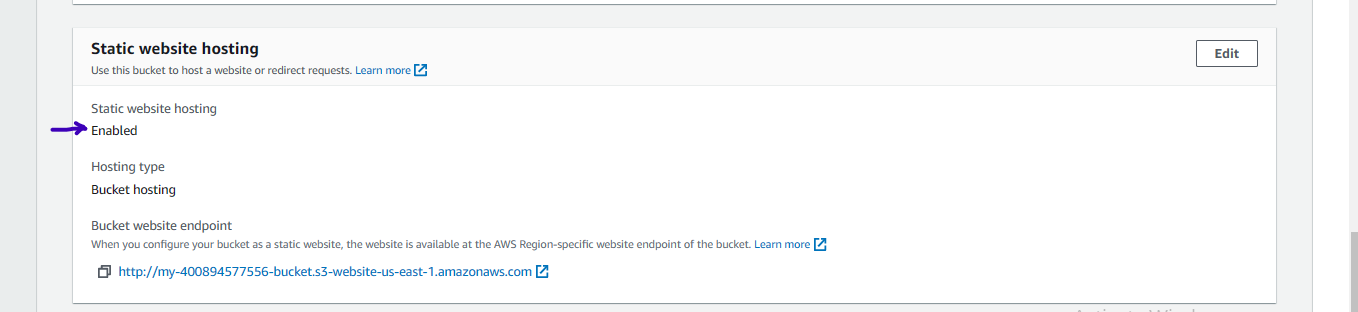 Static website hosting
Edit
Use this bucket to host a website or redirect requests. Learn more
Static website hosting
Enabled
Hosting type
Bucket hosting
Bucket website endpoint
When you configure your bucket as a static website, the website is available at the AWS Region-specific website endpoint of the bucket. Learn more
http://my-400894577556-bucket.s3-website-us-east-1.amazonaws.com